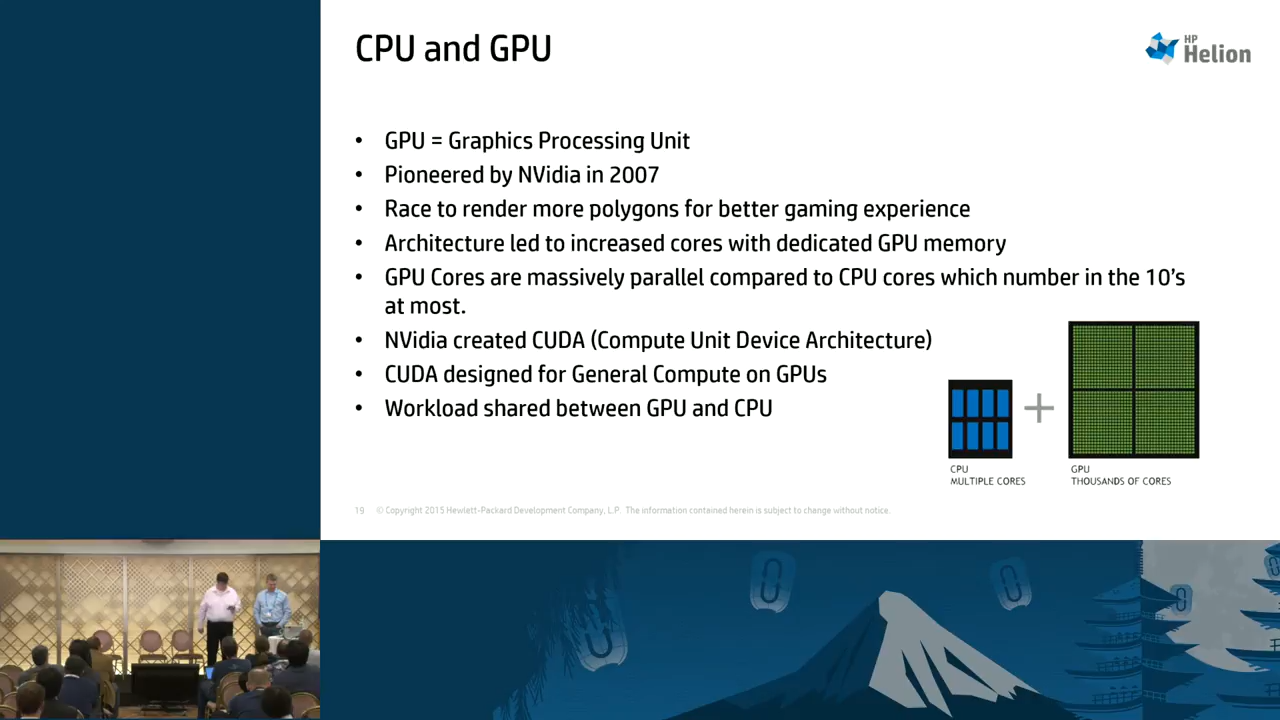 CPU and GPU
HP
Helion
• GPU = Graphics Processing Unit
• Pioneered by NVidia in 2007
• Race to render more polygons for better gaming experience
• Architecture led to increased cores with dedicated GPU memory
• GPU Cores are massively parallel compared to CPU cores which number in the 10's
at most.
• NVidia created CUDA (Compute Unit Device Architecture)
• CUDA designed for General Compute on GPUs
• Workload shared between GPU and CPU
CPU
MULTIPLE CORES
GPU
THOUSANDS OF CORES
19 © Copyright 2015 Hewlett-Packard Development Company, L.P. The information contained herein is subject to change without notice.